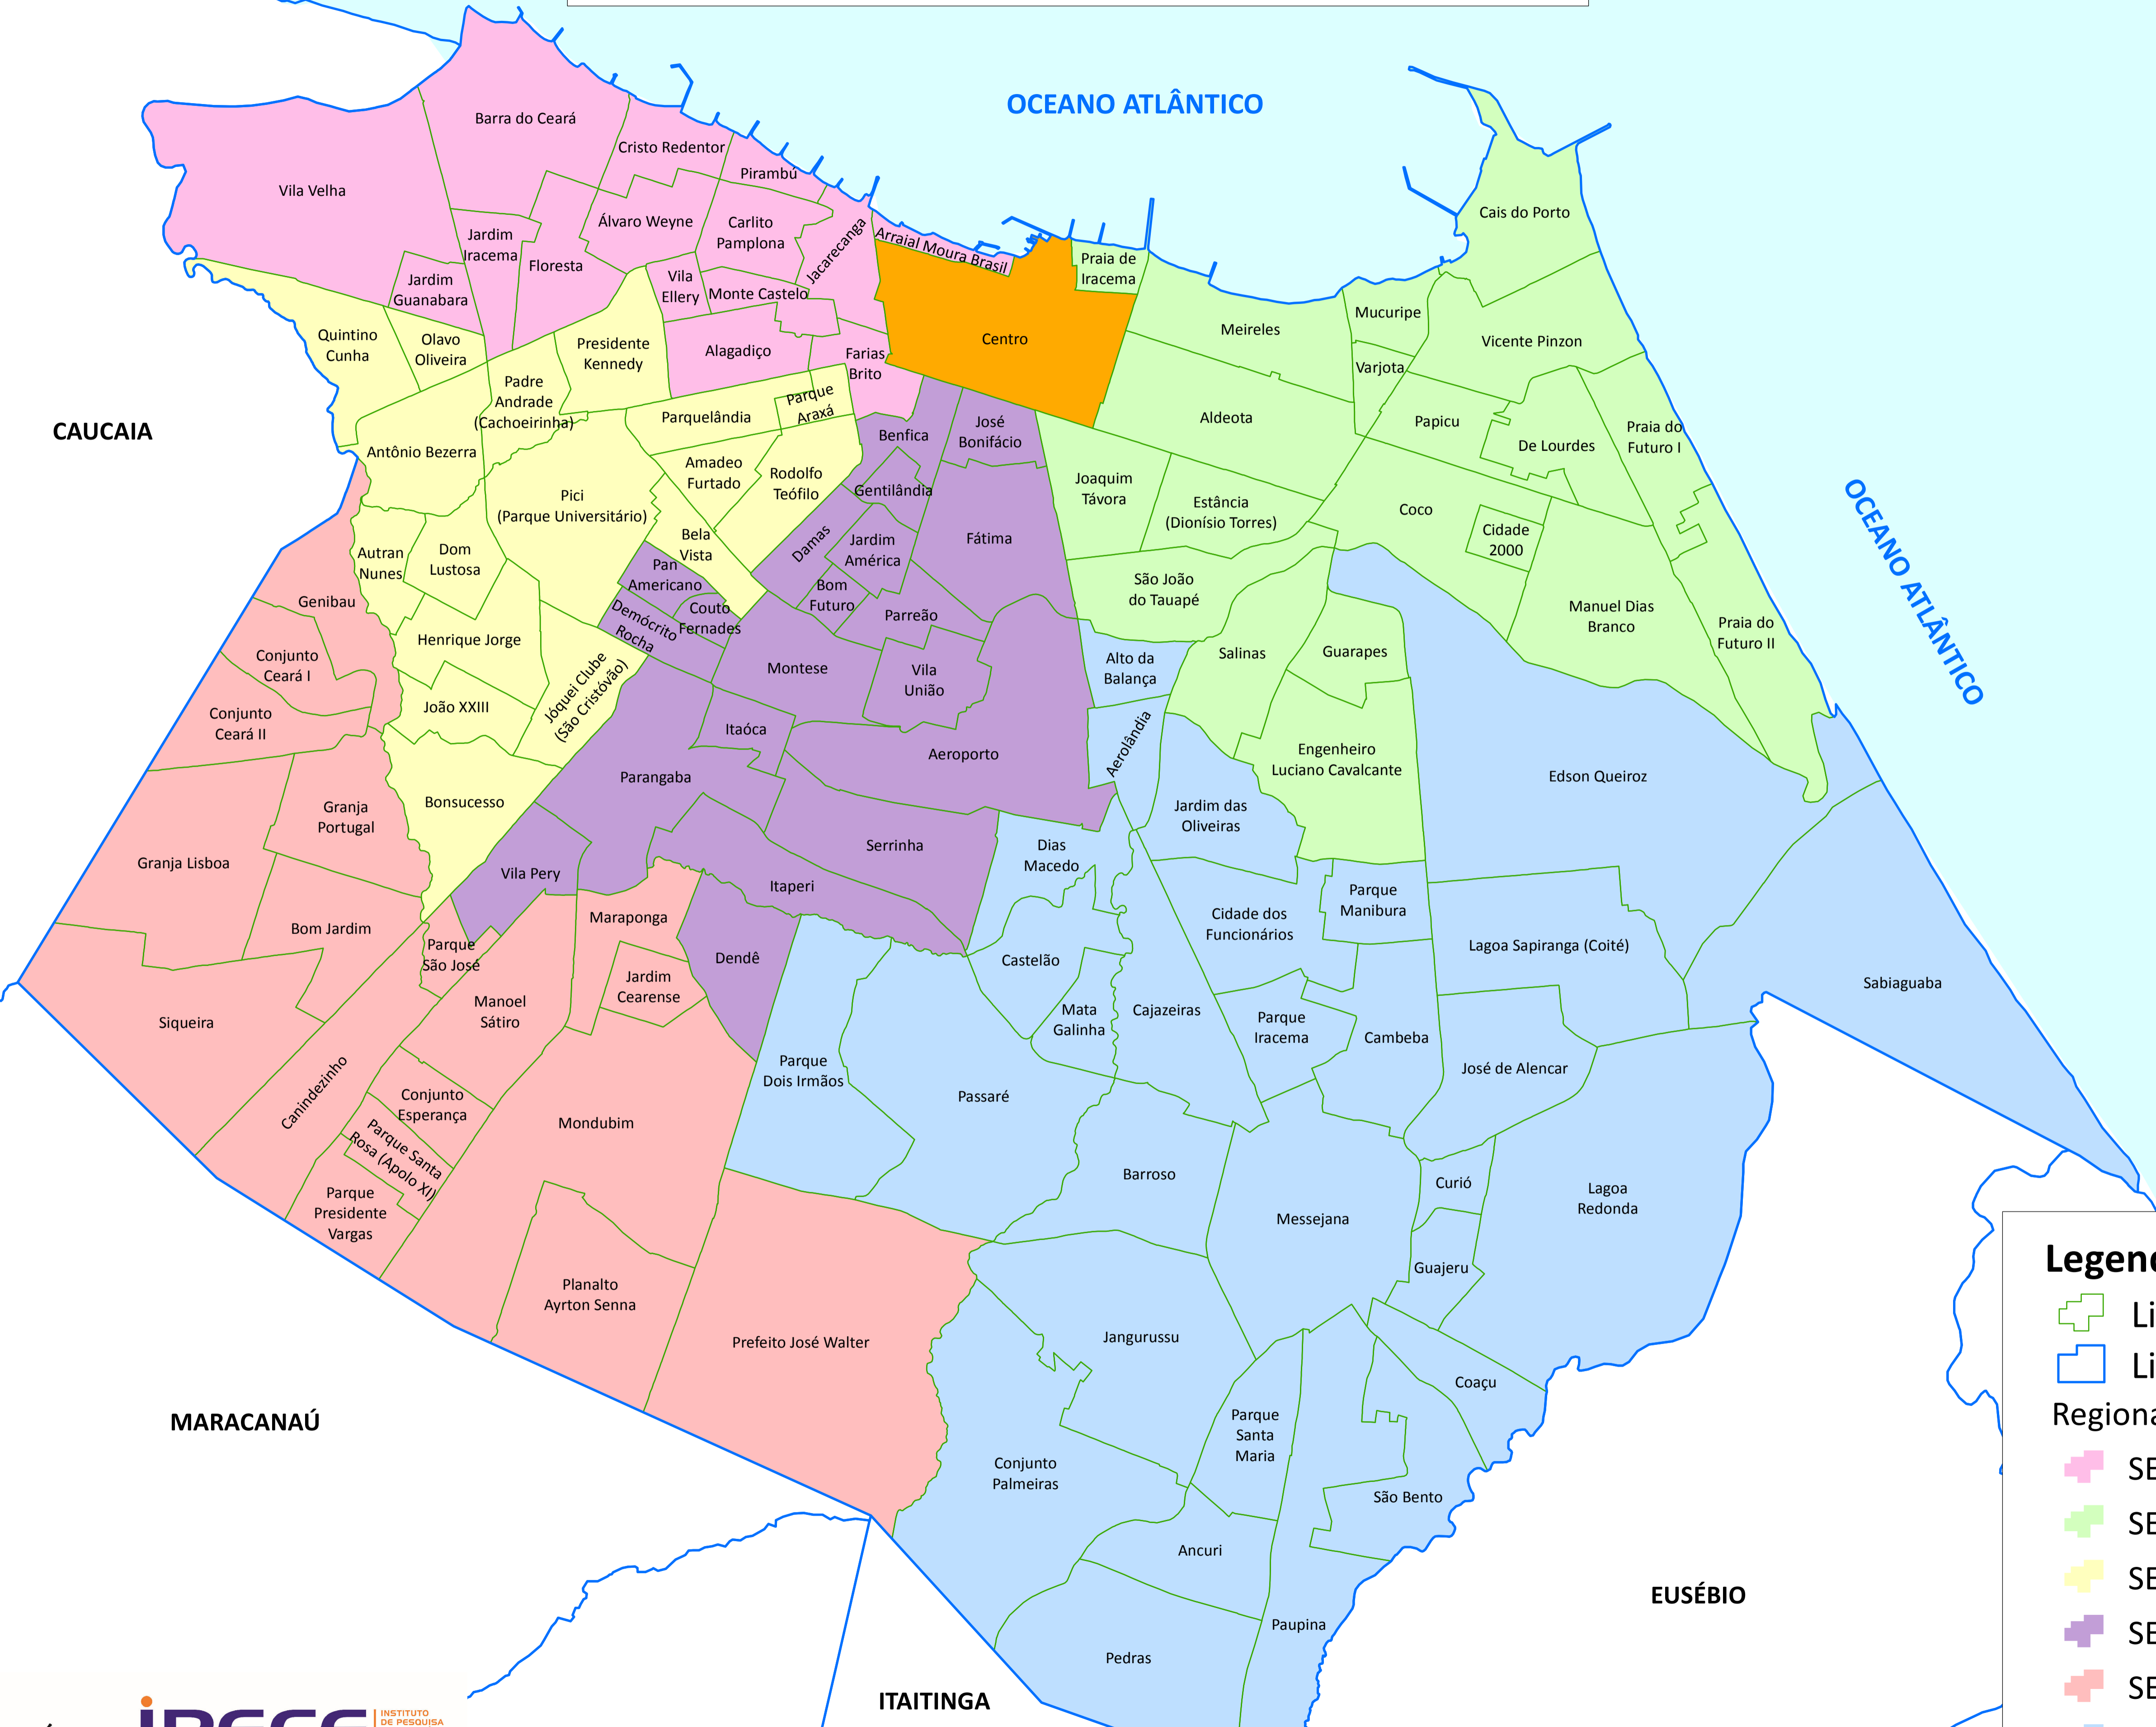 OCEANO ATLÂNTICO
OCEANO ATLÂNTICO
CAUCAIA
MARACANAÚ
ITAITINGA
EUSÉBIO
Vila Velha
Barra do Ceará
Cristo Redentor
Pirambú
Jardim
Iracema
Floresta
Álvaro Weyne
Carlito
Pamplona
Jacarecanga
Arraial Moura Brasil
Jardim
Guanabara
Vila
Ellery
Monte Castelo
Alagadiço
Farias
Brito
Centro
Praia de
Iracema
Meireles
Mucuripe
Varjota
Cais do Porto
Vicente Pinzon
Aldeota
Papicu
De Lourdes
Praia do
Futuro I
Joaquim
Távora
Estância
(Dionísio Torres)
Coco
Cidade
2000
Manuel Dias
Branco
Praia do
Futuro II
São João
do Tauapé
Salinas
Guarapes
Engenheiro
Luciano Cavalcante
Quintino
Cunha
Olavo
Oliveira
Padre
Andrade
(Cachoeirinha)
Presidente
Kennedy
Parquelândia
Parque
Araxá
Antônio Bezerra
Pici
(Parque Universitário)
Amadeo
Furtado
Rodolfo
Teófilo
Bela
Vista
Autran
Nunes
Dom
Lustosa
Henrique Jorge
João XXIII
Jóquei Clube
(São Cristóvão)
Bonsucesso
Benfica
José
Bonifácio
Gentilândia
Damas
Jardim
América
Fátima
Bom
Futuro
Parreão
Pan
Americano
Couto
Fernades
Demócrito
Rocha
Montese
Vila
União
Itaóca
Aeroporto
Parangaba
Serrinha
Vila Pery
Itaperi
Dendê
Genibau
Conjunto
Ceará I
Conjunto
Ceará II
Granja
Portugal
Granja Lisboa
Bom Jardim
Siqueira
Parque
São José
Canindezinho
Manoel
Sátiro
Maraponga
Jardim
Cearense
Conjunto
Esperança
Parque Santa
Rosa (Apolo XI)
Parque
Presidente
Vargas
Mondubim
Planalto
Ayrton Senna
Prefeito José Walter
Alto da
Balança
Aerolândia
Jardim das
Oliveiras
Edson Queiroz
Dias
Macedo
Cidade dos
Funcionários
Parque
Manibura
Lagoa Sapiranga (Coité)
Sabiaguaba
Castelão
Mata
Galinha
Cajazeiras
Parque
Iracema
Cambeba
José de Alencar
Parque
Dois Irmãos
Passaré
Barroso
Messejana
Curió
Lagoa
Redonda
Guajeru
Jangurussu
Coaçu
Parque
Santa
Maria
Conjunto
Palmeiras
São Bento
Ancuri
Paupina
Pedras
Legen
Li
Li
Regiona
SE
SE
SE
SE
SE
IPECE
INSTITUTO
DE PESQUISA